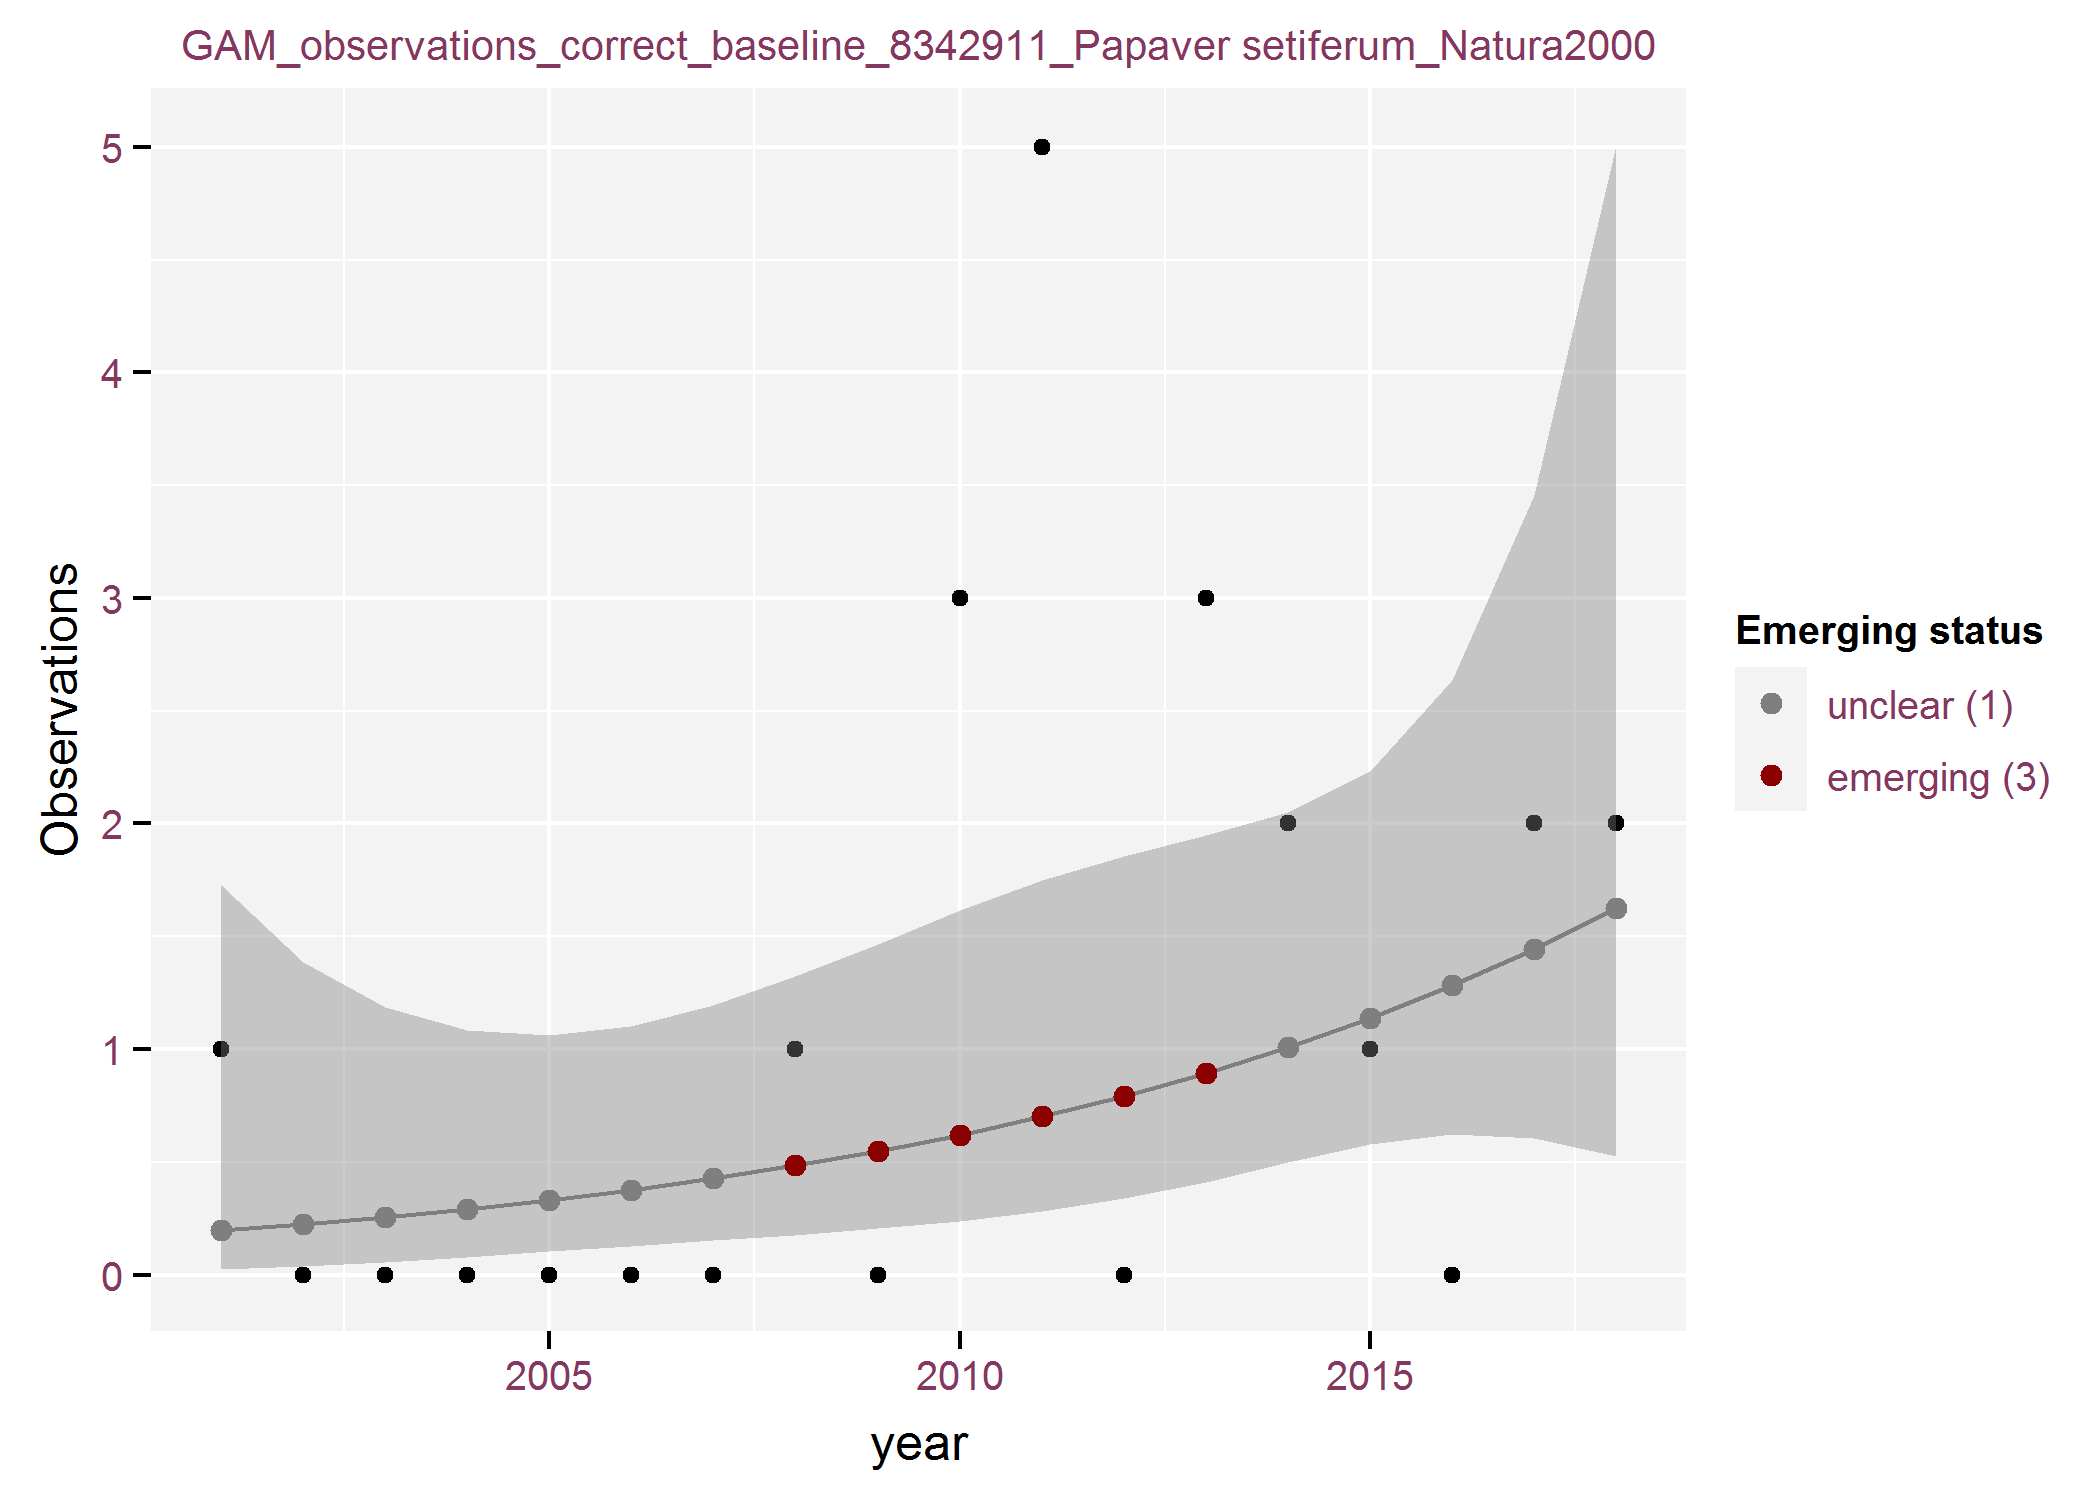 GAM_observations_correct_baseline_8342911_Papaver setiferum_Natura2000
5
4
3
2
1
0
Observations
2005 2010 2015
year
Emerging status
unclear (1)
emerging (3)